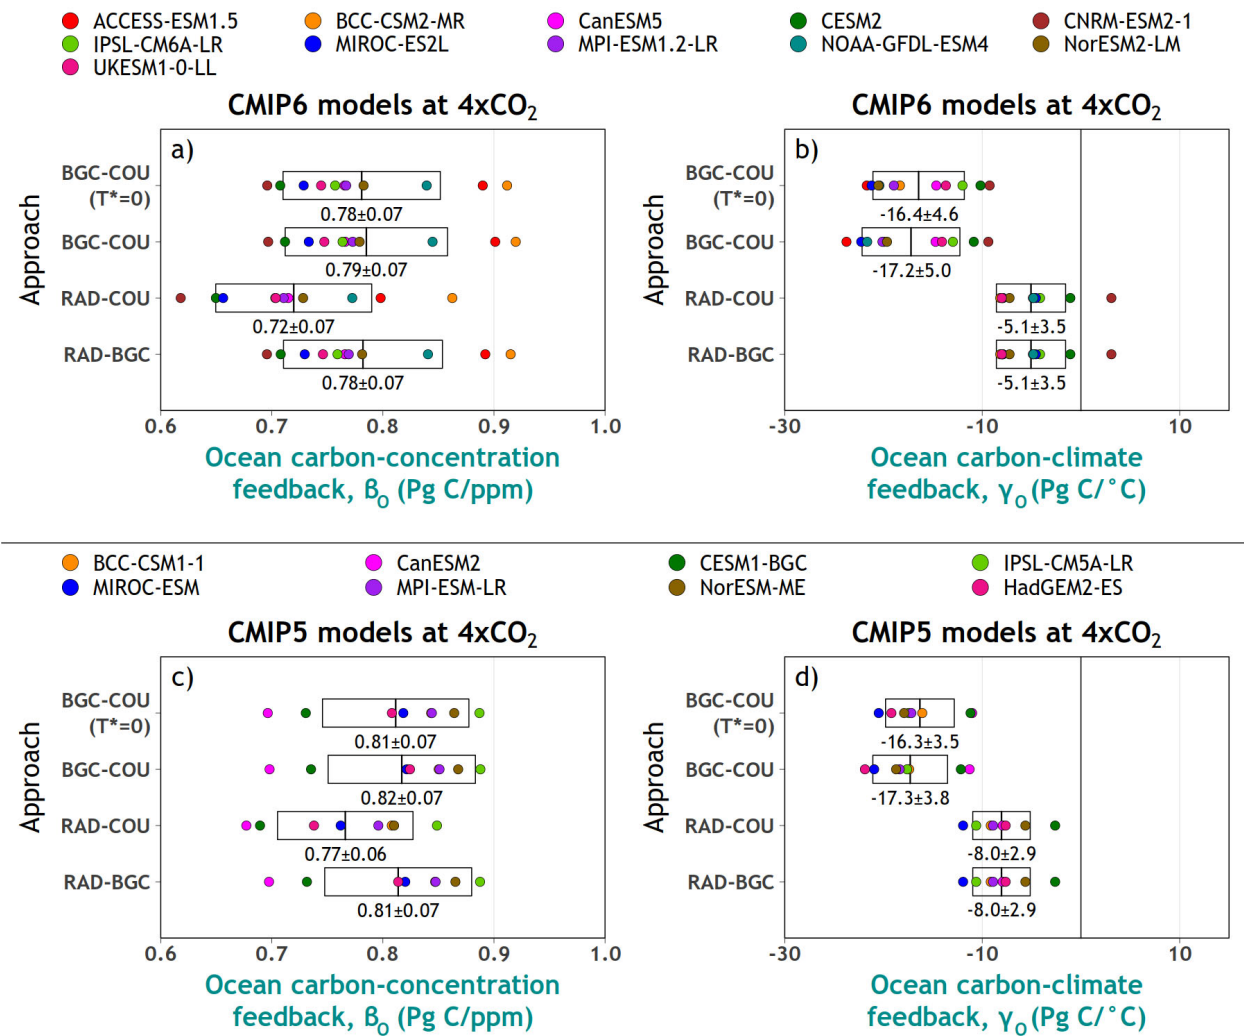 ACCESS-ESM1.5 BCC-CSM2-MR CanESM5 CESM2 CNRM-ESM2-1
IPSL-CM6A-LR MIROC-ES2L MPI-ESM1.2-LR NOAA-GFDL-ESM4 NorESM2-LM
UKESM1-0-LL
CMIP6 models at 4xCO₂
a)
Approach
BGC-COU
(T*=0)
0.78±0.07
BGC-COU
0.79±0.07
RAD-COU
0.72±0.07
RAD-BGC
0.78±0.07
0.6 0.7 0.8 0.9 1.0
Ocean carbon-concentration
feedback, β₀ (Pg C/ppm)
CMIP6 models at 4xCO₂
b)
Approach
BGC-COU
(T*=0)
-16.4±4.6
BGC-COU
-17.2±5.0
RAD-COU
-5.1±3.5
RAD-BGC
-5.1±3.5
-30 -10 10
Ocean carbon-climate
feedback, γ₀ (Pg C/°C)
BCC-CSM1-1 CanESM2 CESM1-BGC IPSL-CM5A-LR
MIROC-ESM MPI-ESM-LR NorESM-ME HadGEM2-ES
CMIP5 models at 4xCO₂
c)
Approach
BGC-COU
(T*=0)
0.81±0.07
BGC-COU
0.82±0.07
RAD-COU
0.77±0.06
RAD-BGC
0.81±0.07
0.6 0.7 0.8 0.9 1.0
Ocean carbon-concentration
feedback, β₀ (Pg C/ppm)
CMIP5 models at 4xCO₂
d)
Approach
BGC-COU
(T*=0)
-16.3±3.5
BGC-COU
-17.3±3.8
RAD-COU
-8.0±2.9
RAD-BGC
-8.0±2.9
-30 -10 10
Ocean carbon-climate
feedback, γ₀ (Pg C/°C)